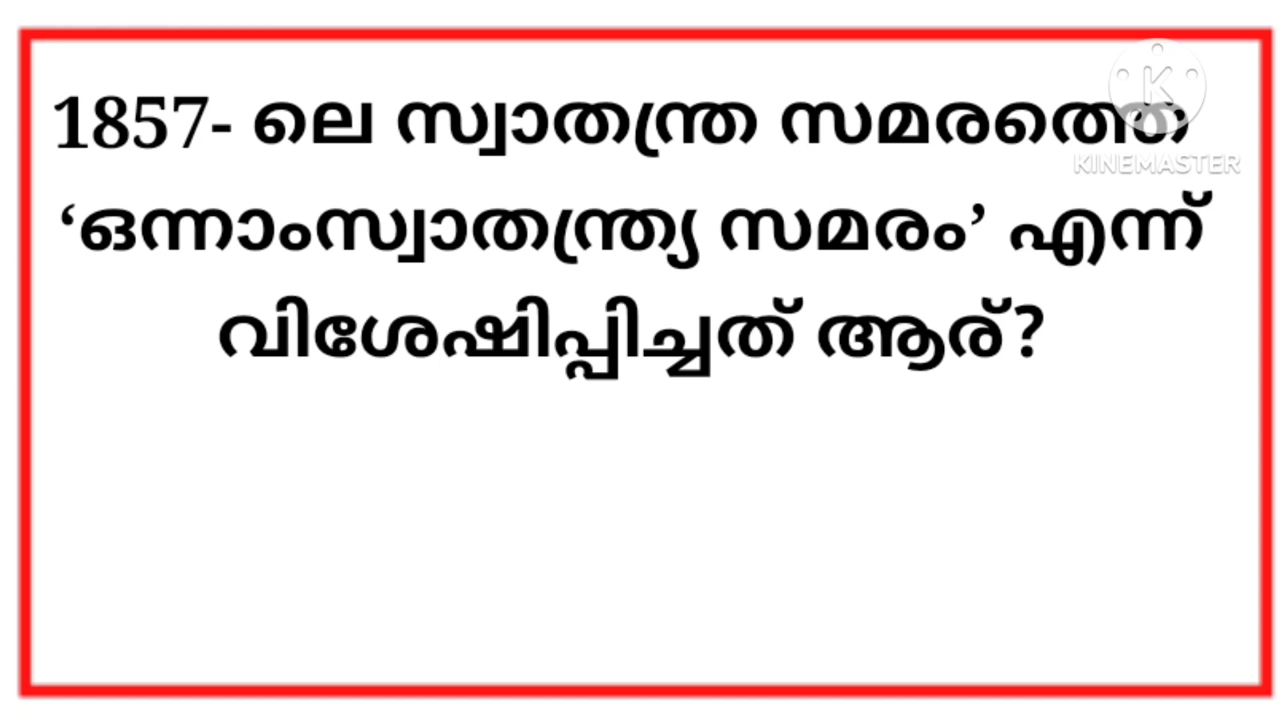 1857- ലെ സ്വാതന്ത്ര സമരത്തെ
‘ഒന്നാംസ്വാതന്ത്ര്യ സമരം’ എന്ന്
വിശേഷിപ്പിച്ചത് ആര്?
K
KINEMASTER